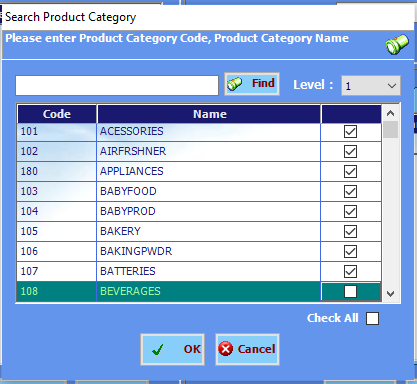 Search Product Category
Please enter Product Category Code, Product Category Name
Find Level : 1
Code Name
101 ACESSORIES
102 AIRFRSHNER
180 APPLIANCES
103 BABYFOOD
104 BABYPROD
105 BAKERY
106 BAKINGPWDR
107 BATTERIES
108 BEVERAGES
Check All
OK Cancel